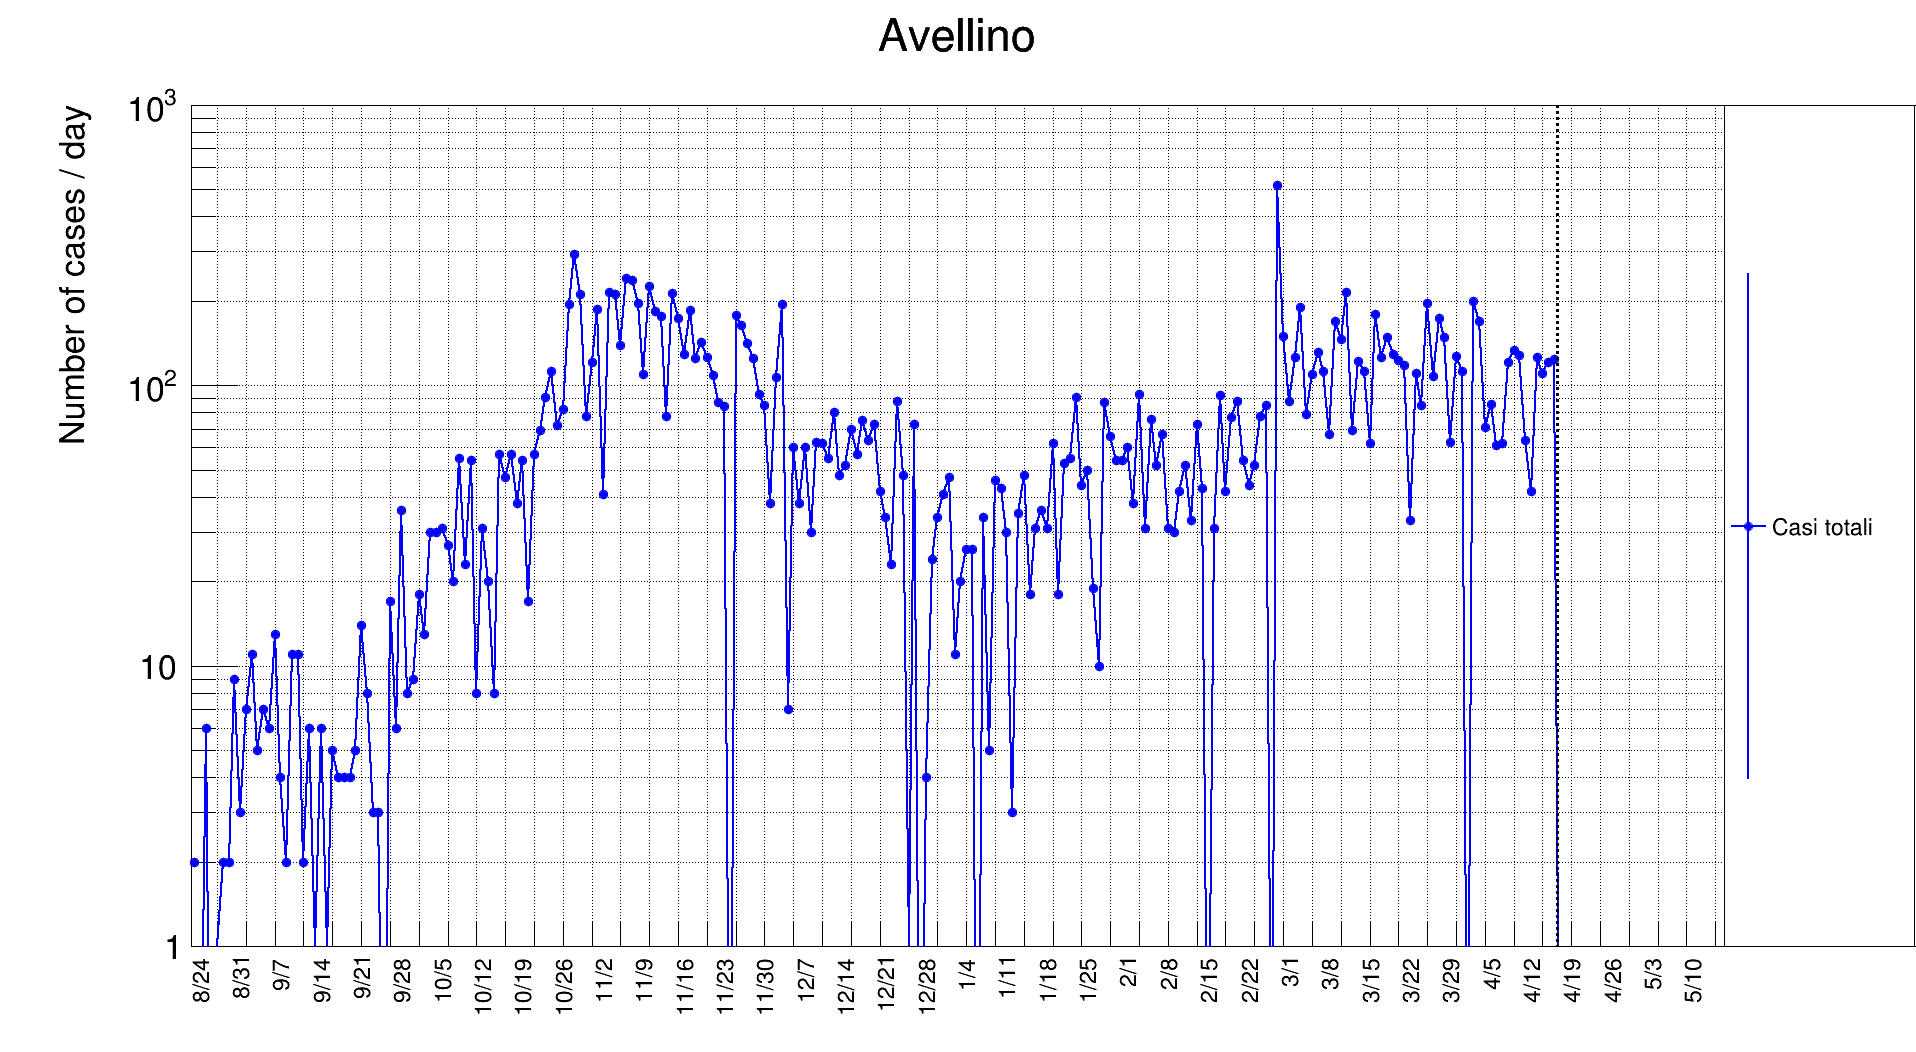 Avellino
Number of cases / day
10³
10²
10
1
8/24 8/31 9/7 9/14 9/21 9/28 10/5 10/12 10/19 10/26 11/2 11/9 11/16 11/23 11/30 12/7 12/14 12/21 12/28 1/4 1/11 1/18 1/25 2/1 2/8 2/15 2/22 3/1 3/8 3/15 3/22 3/29 4/5 4/12 4/19 4/26 5/3 5/10
Casi totali